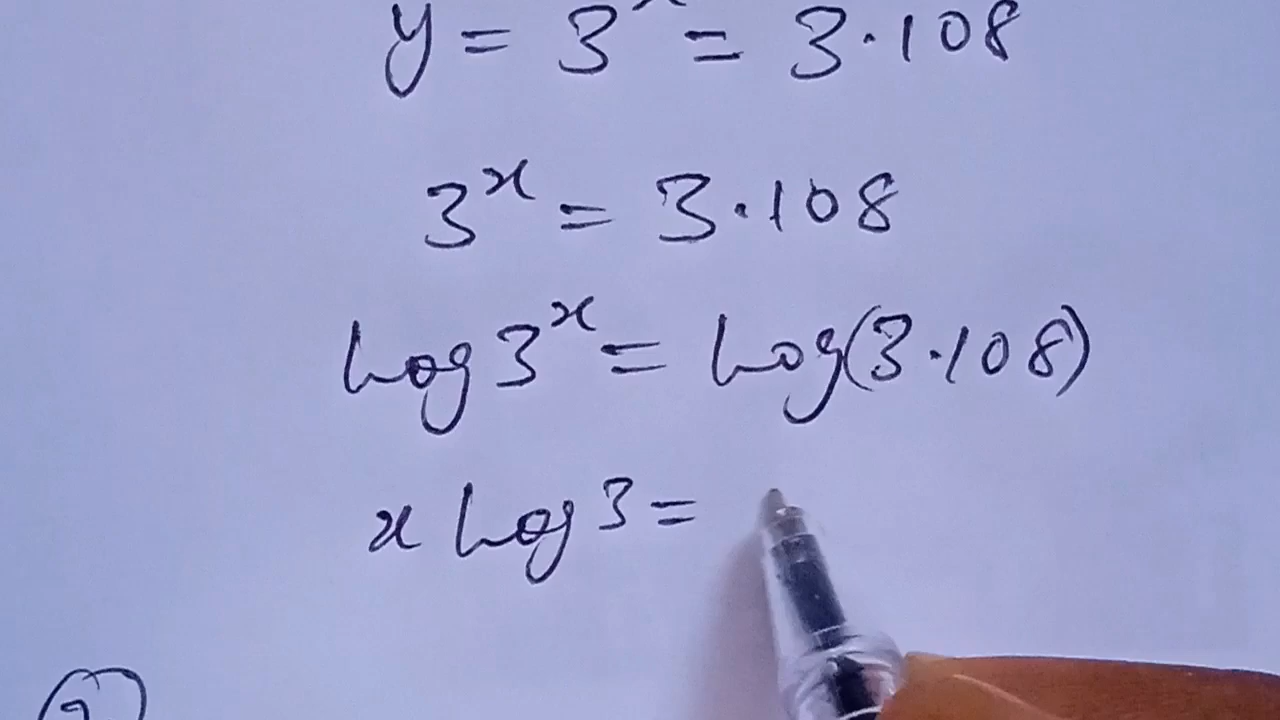 y = 3^x = 3.108
3^x = 3.108
log 3^x = log(3.108)
x log 3 =